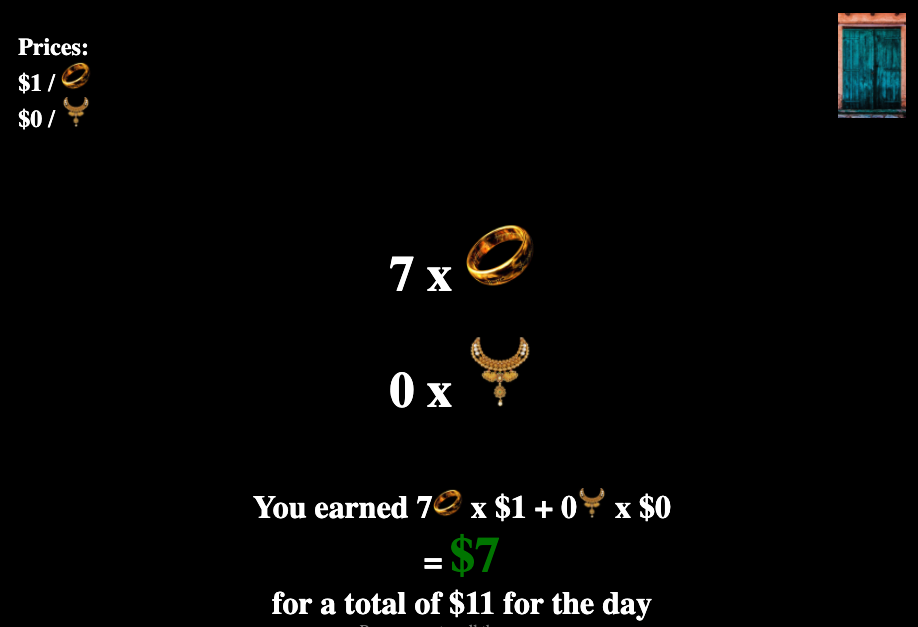 Prices:
$1 /
$0 /
7 x
0 x
You earned 7 x $1 + 0 x $0
= $7
for a total of $11 for the day